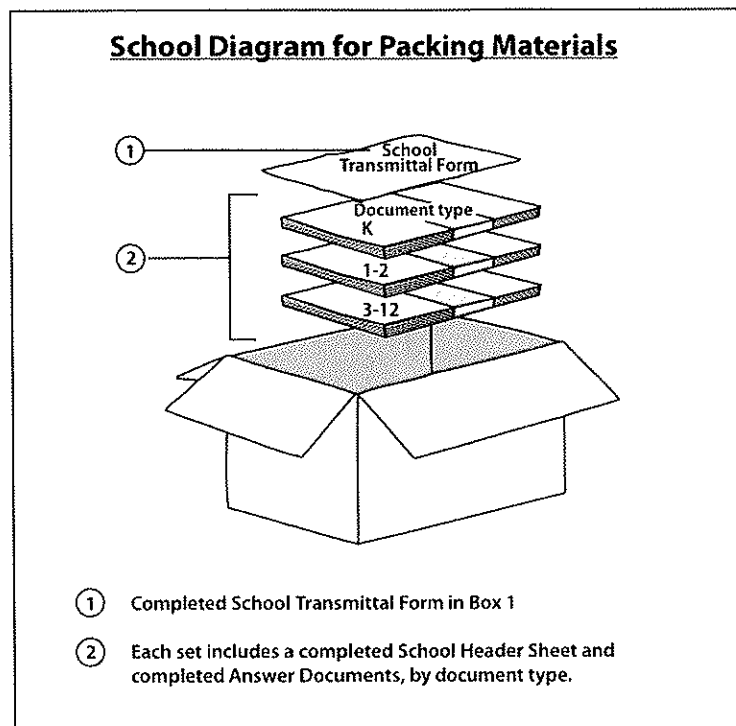 School Diagram for Packing Materials
1
School
Transmittal Form
Document type
K
2
1-2
3-12
1 Completed School Transmittal Form in Box 1
2 Each set includes a completed School Header Sheet and
completed Answer Documents, by document type.